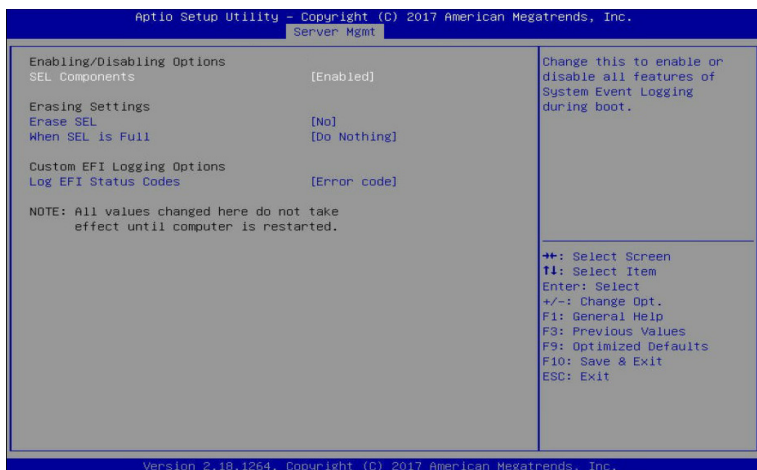 Aptio Setup Utility – Copyright (C) 2017 American Megatrends, Inc.
Server Mgmt
Enabling/Disabling Options
SEL Components [Enabled]
Erasing Settings
Erase SEL [No]
When SEL is Full [Do Nothing]
Custom EFI Logging Options
Log EFI Status Codes [Error code]
NOTE: All values changed here do not take
effect until computer is restarted.
Change this to enable or
disable all features of
System Event Logging
during boot.
→←: Select Screen
↑↓: Select Item
Enter: Select
+/-: Change Opt.
F1: General Help
F3: Previous Values
F9: Optimized Defaults
F10: Save & Exit
ESC: Exit
Version 2.18.1264. Copyright (C) 2017 American Megatrends, Inc.